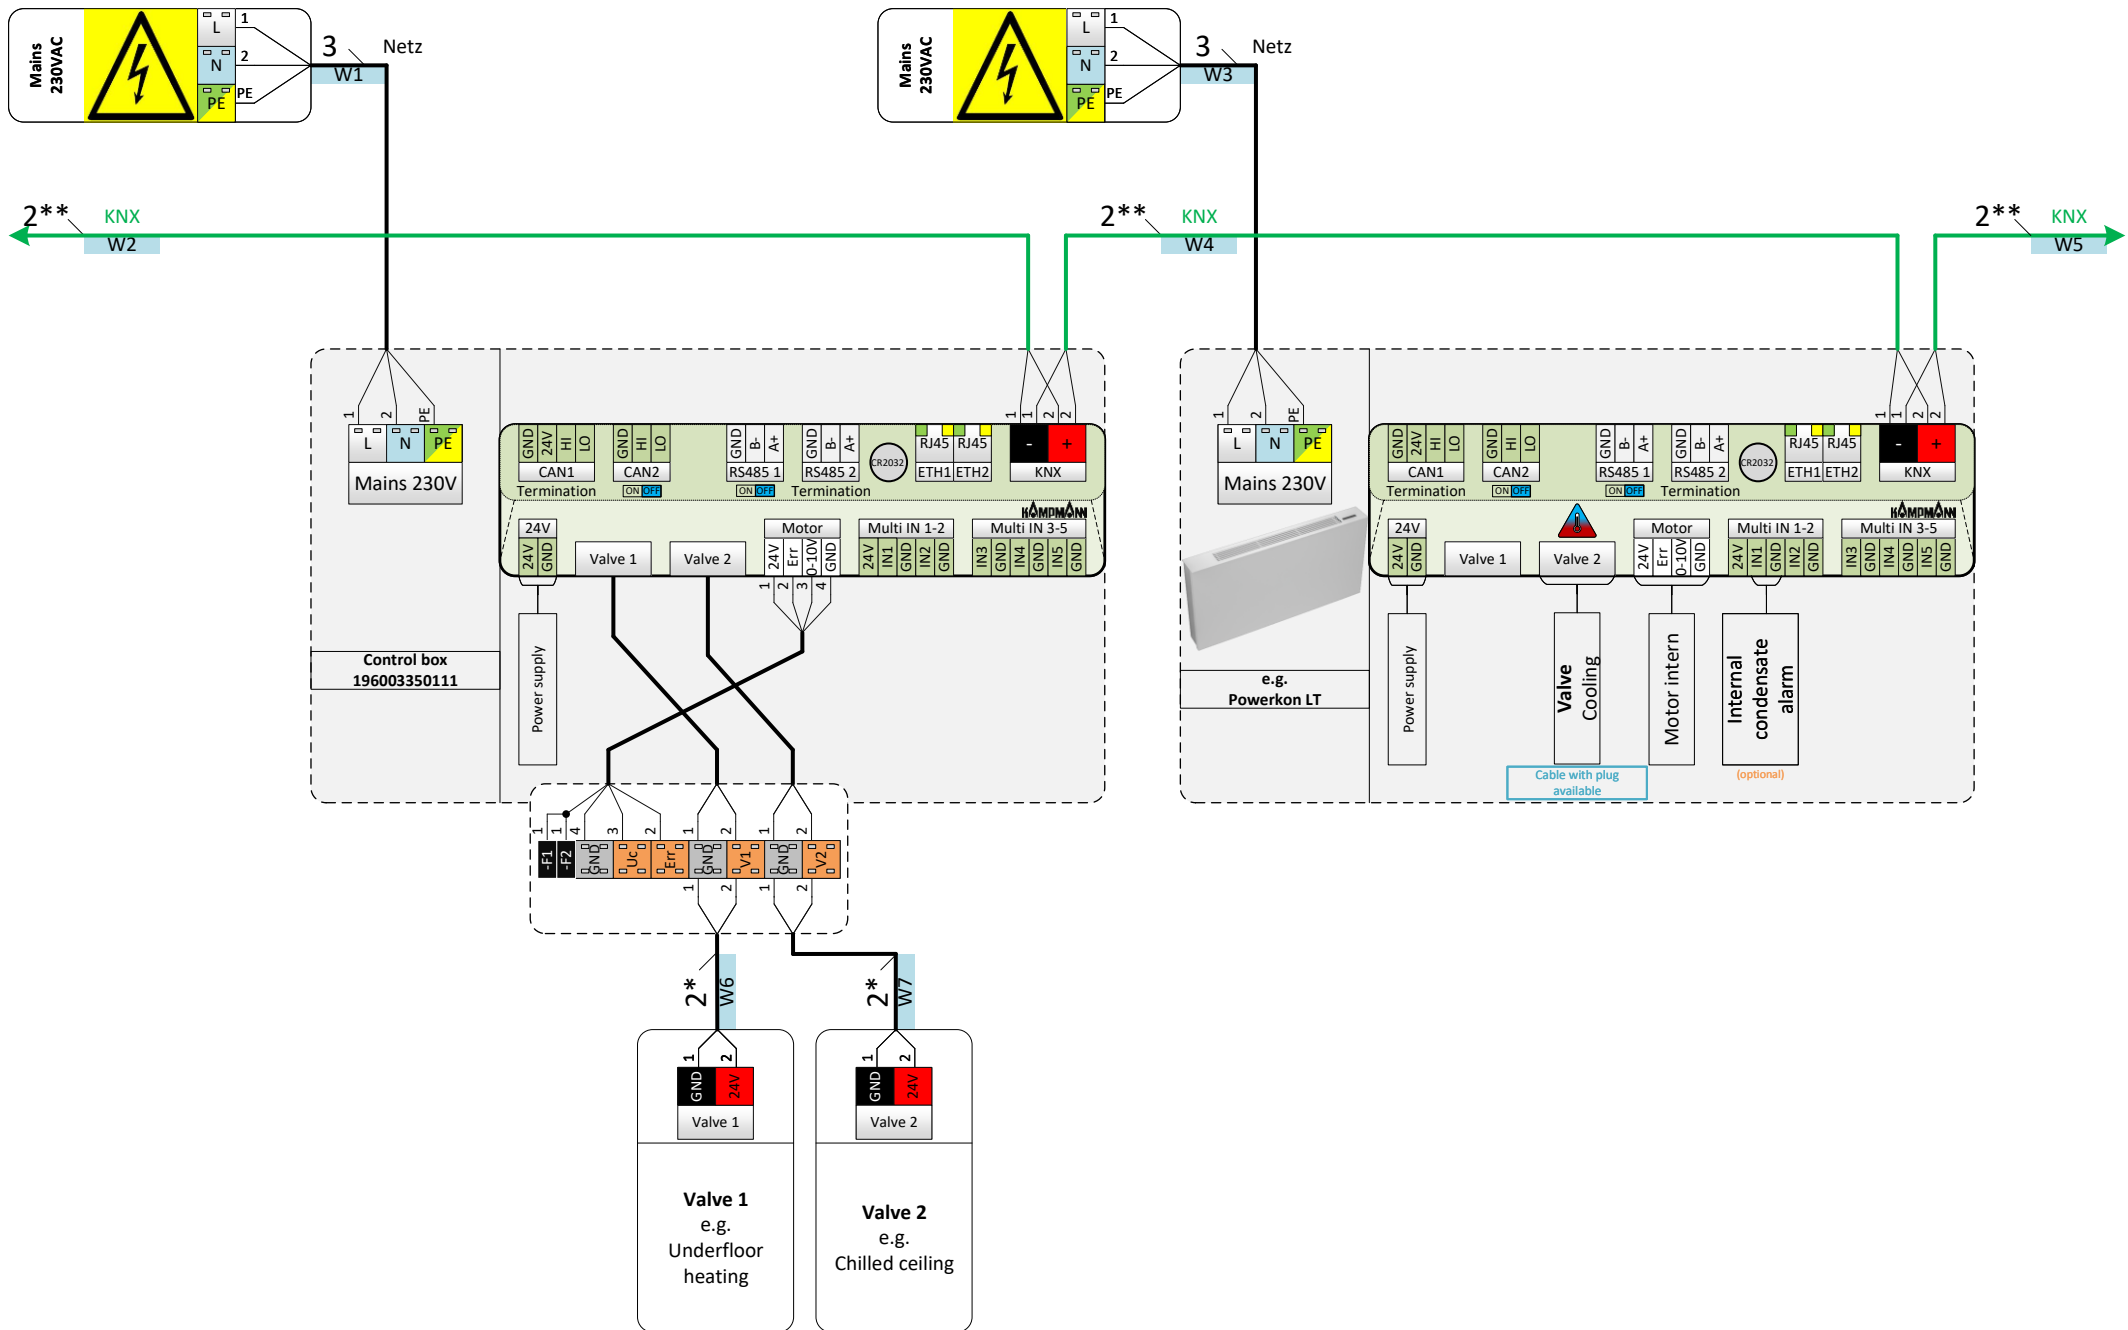 Mains
230VAC
L
N
PE
1
2
PE
3
Netz
W1
Mains
230VAC
L
N
PE
1
2
PE
3
Netz
W3
2**
KNX
W2
2**
KNX
W4
2**
KNX
W5
1
2
PE
L
N
PE
Mains 230V
GND
24V
HI
LO
CAN1
GND
HI
LO
CAN2
GND
B-
A+
RS485 1
GND
B-
A+
RS485 2
CR2032
RJ45
RJ45
ETH1
ETH2
1
1
2
2
-
+
KNX
Termination
ON OFF
ON OFF
Termination
KAMPMANN
24V
24V
GND
Valve 1
Valve 2
Motor
24V
Err
0-10V
GND
Multi IN 1-2
24V
IN1
GND
IN2
GND
Multi IN 3-5
IN3
GND
IN4
GND
IN5
GND
1
2
3
4
Power supply
Control box
196003350111
1
2
PE
L
N
PE
Mains 230V
GND
24V
HI
LO
CAN1
GND
HI
LO
CAN2
GND
B-
A+
RS485 1
GND
B-
A+
RS485 2
CR2032
RJ45
RJ45
ETH1
ETH2
1
1
2
2
-
+
KNX
Termination
ON OFF
ON OFF
Termination
KAMPMANN
24V
24V
GND
Valve 1
Valve 2
Motor
24V
Err
0-10V
GND
Multi IN 1-2
24V
IN1
GND
IN2
GND
Multi IN 3-5
IN3
GND
IN4
GND
IN5
GND
e.g.
Powerkon LT
Power supply
Valve
Cooling
Motor intern
Internal
condensate
alarm
Cable with plug
available
(optional)
1
1
4
3
2
1
2
1
2
-F1
-F2
GND
Uc
Err
GND
V1
GND
V2
1
2
1
2
2*
W6
2*
W7
1
2
GND
24V
Valve 1
Valve 1
e.g.
Underfloor
heating
1
2
GND
24V
Valve 2
Valve 2
e.g.
Chilled ceiling